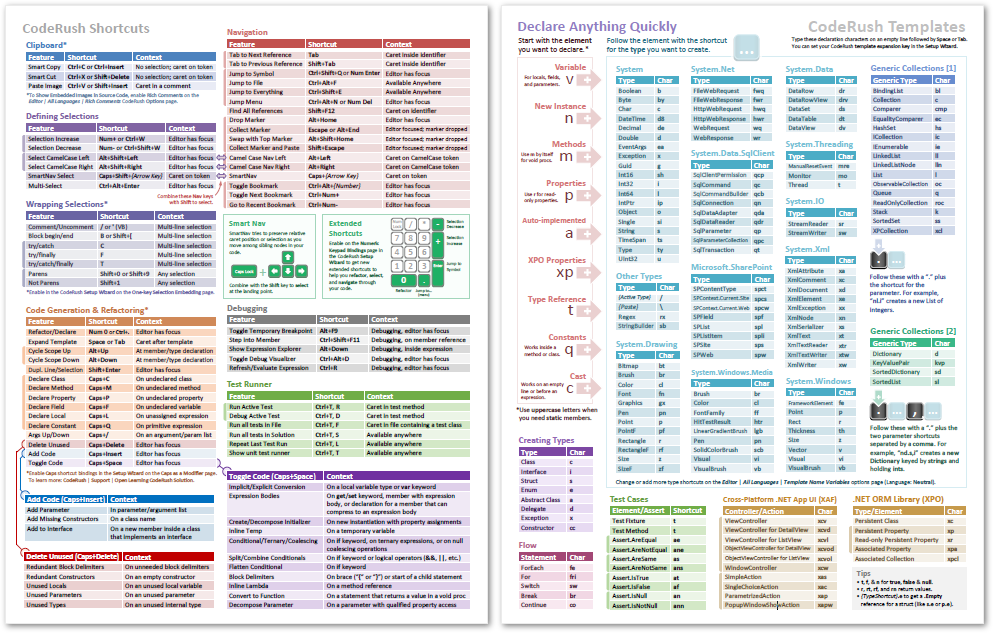 CodeRush Shortcuts
Clipboard*
Feature Shortcut Context
Smart Copy Ctrl+C or Ctrl+Insert No selection; caret on token
Smart Cut Ctrl+X or Shift+Delete No selection; caret on token
Paste Image Ctrl+V or Shift+Insert Caret in a comment
*To Show Embedded Images in Source Code, enable Rich Comments on the
Editor | All Languages | Rich Comments CodeRush Options page.
Defining Selections
Feature Shortcut Context
Selection Increase Num+ or Ctrl+W Editor has focus
Selection Decrease Num- or Ctrl+Shift+W Editor has focus
Select CamelCase Left Alt+Shift+Left Editor has focus
Select CamelCase Right Alt+Shift+Right Editor has focus
SmartNav Select Caps+Shift+[Arrow Key] Caret on token
Multi-Select Ctrl+Alt+Enter Editor has focus
Combine these Nav keys
with Shift to select.
Wrapping Selections*
Feature Shortcut Context
Comment/Uncomment / or ' (VB) Multi-line selection
Block begin/end B or Shift+[ Multi-line selection
try/catch C Multi-line selection
try/finally F Multi-line selection
try/catch/finally T Multi-line selection
Parens Shift+0 or Shift+9 Any selection
Not Parens Shift+1 Any selection
*Enable in the CodeRush Setup Wizard on the One-key Selection Embedding page.
Code Generation & Refactoring*
Feature Shortcut Context
Refactor/Declare Num 0 or Ctrl+. Editor has focus
Expand Template Space or Tab Caret after template
Cycle Scope Up Alt+Up At member/type declaration
Cycle Scope Down Alt+Down At member/type declaration
Dupl. Line/Selection Shift+Enter Editor has focus
Declare Class Caps+C On undeclared class
Declare Method Caps+M On undeclared method
Declare Property Caps+P On undeclared property
Declare Field Caps+F On undeclared variable
Declare Local Caps+L On unassigned expression
Declare Constant Caps+Q On primitive expression
Args Up/Down Caps+/ On an argument/param list
Delete Unused Caps+Delete Editor has focus
Add Code Caps+Insert Editor has focus
Toggle Code Caps+Space Editor has focus
*Enable Caps shortcut bindings in the Setup Wizard on the Caps as a Modifier page.
To learn more: CodeRush | Support | Open Learning CodeRush Solution.
Add Code [Caps+Insert] Context
Add Parameter In parameter/argument list
Add Missing Constructors On a class name
Add to Interface On a new member inside a class
that implements an interface
Delete Unused [Caps+Delete] Context
Redundant Block Delimiters On unneeded block delimiters
Redundant Constructors On an empty constructor
Unused Locals On an unused local variable
Unused Parameters On an unused parameter
Unused Types On an unused internal type
Navigation
Feature Shortcut Context
Tab to Next Reference Tab Caret inside identifier
Tab to Previous Reference Shift+Tab Caret inside identifier
Jump to Symbol Ctrl+Shift+Q or Num Enter Editor has focus
Jump to File Ctrl+Alt+F Available Anywhere
Jump to Everything Ctrl+Shift+E Available Anywhere
Jump Menu Ctrl+Alt+N or Num Del Editor has focus
Find All References Shift+F12 Caret on reference
Drop Marker Alt+Home Editor has focus
Collect Marker Escape or Alt+End Editor focused; marker dropped
Swap with Top Marker Alt+Shift+Home Editor focused; marker dropped
Collect Marker and Paste Shift+Escape Editor focused; marker dropped
Camel Case Nav Left Alt+Left Caret on CamelCase token
Camel Case Nav Right Alt+Right Caret on CamelCase token
SmartNav Caps+[Arrow Key] Caret on token
Toggle Bookmark Ctrl+Alt+[Number] Editor has focus
Toggle Next Bookmark Ctrl+Num- Editor has focus
Go to Recent Bookmark Ctrl+Num- Editor has focus
Smart Nav
SmartNav tries to preserve relative
caret position or selection as you
move among sibling nodes in your
code.
Caps Lock +
Combine with the Shift key to select
at the landing point.
Extended
Shortcuts
Enable on the Numeric
Keypad Bindings page in
the CodeRush Setup
Wizard to get new
extended shortcuts to
help you refactor, select,
and navigate through
your code.
Num Lock / * -
7 8 9 +
4 5 6
1 2 3
0 .
Selection
Decrease
Selection
Increase
Jump to
Symbol
Refactor Jump to...
(menu)
Debugging
Feature Shortcut Context
Toggle Temporary Breakpoint Alt+F9 Debugging, editor has focus
Step into Member Ctrl+Shift+F11 Debugging, on member reference
Show Expression Explorer Alt+Down Debugging, inside expression
Toggle Debug Visualizer Ctrl+Alt+D Debugging, editor has focus
Refresh/Evaluate Expression Ctrl+R Debugging, editor has focus
Test Runner
Feature Shortcut Context
Run Active Test Ctrl+T, R Caret in test method
Debug Active Test Ctrl+T, D Caret in test method
Run all tests in File Ctrl+T, F Caret in file containing a test class
Run all tests in Solution Ctrl+T, S Available anywhere
Repeat Last Test Run Ctrl+T, L Available anywhere
Show unit test runner Ctrl+T, T Available anywhere
Toggle Code [Caps+Space] Context
Implicit/Explicit Conversion On a local variable type or var keyword
Expression Bodies On get/set keyword, member with expression
body, or declaration for a member that can
compress to an expression body
Create/Decompose Initializer On new instantiation with property assignments
Inline Temp On a temporary variable
Conditional/Ternary/Coalescing On if keyword, on ternary expressions, or on null
coalescing operations
Split/Combine Conditionals On if keyword or logical operators (&&, ||, etc.)
Flatten Conditional On if keyword
Block Delimiters On brace ("{" or "}") or start of a child statement
Inline Lambda On a method reference
Convert to Function On a statement that returns a value in a void proc
Decompose Parameter On a parameter with qualified property access
Declare Anything Quickly
CodeRush Templates
Start with the element
you want to declare.*
Follow the element with the shortcut
for the type you want to create.
Type these declaration characters on an empty line followed by Space or Tab.
You can set your CodeRush template expansion key in the Setup Wizard.
Variable
For locals, fields,
and parameters. v
New Instance
n
Methods
Use as by itself
for void procs. m
Properties
Use r for read-
only properties. p
Auto-implemented
a
XPO Properties
xp
Type Reference
t
Constants
Works inside a
method or class. q
Cast
Works on an empty
line or before an
expression. c
*Use uppercase letters when
you need static members.
Creating Types
Type Char
Class c
Interface i
Struct s
Enum e
Abstract Class a
Delegate d
Exception x
Constructor cc
Flow
Statement Char
ForEach fe
For fri
Switch sw
Break br
Continue co
System
Type Char
Boolean b
Byte by
Char c
DateTime d8
Decimal de
Double d
EventArgs ea
Exception x
Guid g
Int16 sh
Int32 i
Int64 l
IntPtr ip
Object o
Single si
String s
TimeSpan ts
Type ty
UInt32 u
Other Types
Type Char
[Active Type] /
[Paste] \
Regex rx
StringBuilder sb
System.Drawing
Type Char
Bitmap bt
Brush br
Color cl
Font fn
Graphics gx
Pen pn
Point p
PointF pf
Rectangle r
RectangleF rf
Size z
SizeF zf
System.Net
Type Char
FileWebRequest fwq
FileWebResponse fwr
HttpWebRequest hwq
HttpWebResponse hwr
WebRequest wq
WebResponse wr
System.Data.SqlClient
Type Char
SqlClientPermission qcp
SqlCommand qc
SqlCommandBuilder qcb
SqlConnection qn
SqlDataAdapter qda
SqlDataReader qdr
SqlParameter qp
SqlParameterCollection qpc
SqlTransaction qt
Microsoft.SharePoint
Type Char
SPContentType spct
SPContext.Current.Site spcs
SPContext.Current.Web spcw
SPField spf
SPList spl
SPListItem spli
SPSite sps
SPWeb spw
System.Windows.Media
Type Char
Brush br
Color cl
FontFamily ff
HitTestResult htr
LinearGradientBrush lgb
Pen pn
SolidColorBrush xcb
Visual vb
VisualBrush vb
System.Data
Type Char
DataRow dr
DataRowView drv
DataSet ds
DataTable dt
DataView dv
System.Threading
Type Char
ManualResetEvent mre
Monitor mo
Thread t
System.IO
Type Char
StreamReader sr
StreamWriter sw
System.Xml
Type Char
XmlAttribute xa
XmlComment xc
XmlDocument xd
XmlElement xe
XmlException xx
XmlNode xn
XmlSerializer xs
XmlText xt
XmlTextReader xtr
XmlTextWriter xtw
XmlWriter xw
System.Windows
Type Char
FrameworkElement fe
Point p
Rect r
Thickness th
Size z
Vector v
Visual vi
VisualBrush vb
Generic Collections [1]
Generic Type Char
BindingList bl
Collection c
Comparer cmp
EqualityComparer ec
HashSet hs
ICollection ic
IEnumerable ie
LinkedList ll
LinkedListNode lln
List l
ObservableCollection oc
Queue q
ReadOnlyCollection roc
Stack k
SortedSet ss
XPCollection xcl
Follow these with a "." plus
the shortcut for the
parameter. For example,
"nl.i" creates a new List of
Integers.
Generic Collections [2]
Generic Type Char
Dictionary d
KeyValuePair kvp
SortedDictionary sd
SortedList sl
Follow these with a "." plus the
two parameter shortcuts
separated by a comma. For
example, "nd.s,i" creates a new
Dictionary keyed by strings and
holding ints.
Change or add more type shortcuts on the Editor | All Languages | Template Name Variables options page (Language: Neutral).
Test Cases
Element/Assert Shortcut
Test Fixture t
Test Method t
Assert.AreEqual ae
Assert.AreNotEqual ane
Assert.AreSame as
Assert.AreNotSame ans
Assert.IsTrue at
Assert.IsFalse af
Assert.IsNull an
Assert.IsNotNull ann
Cross-Platform .NET App UI (XAF)
Controller/Action Char
ViewController xcv
ViewController for DetailView xcvd
ViewController for ListView xcvl
ObjectViewController for DetailView xcovd
ObjectViewController for ListView xcovl
WindowController xcw
SimpleAction xas
SingleChoiceAction xac
ParametrizedAction xap
PopupWindowShowAction xapw
.NET ORM Library (XPO)
Type/Element Char
Persistent Class xc
Persistent Property xp
Read-only Persistent Property xr
Associated Property xpa
Associated Collection xpcl
Tips
• t, f, & n for true, false & null.
• r, rt, rf, and rn return values.
• [TypeShortcut].e to get a .Empty
reference for a struct (like s.e or p.e).